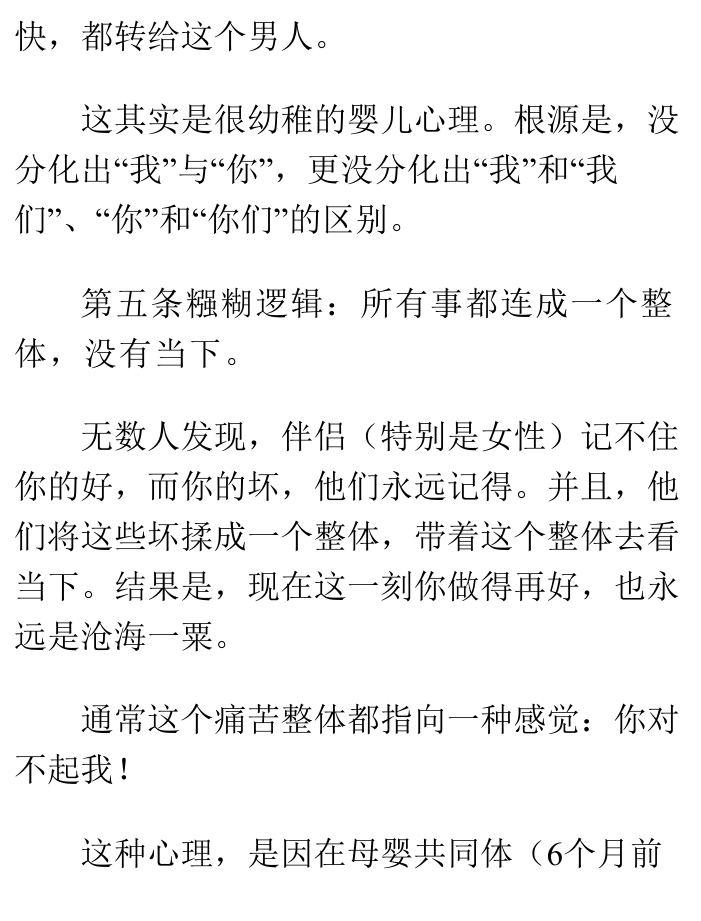 快，都转给这个男人。
这其实是很幼稚的婴儿心理。根源是，没
分化出“我”与“你”，更没分化出“我”和“我
们”、“你”和“你们”的区别。
第五条糨糊逻辑：所有事都连成一个整
体，没有当下。
无数人发现，伴侣（特别是女性）记不住
你的好，而你的坏，他们永远记得。并且，他
们将这些坏揉成一个整体，带着这个整体去看
当下。结果是，现在这一刻你做得再好，也永
远是沧海一粟。
通常这个痛苦整体都指向一种感觉：你对
不起我！
这种心理，是因在母婴共同体（6个月前